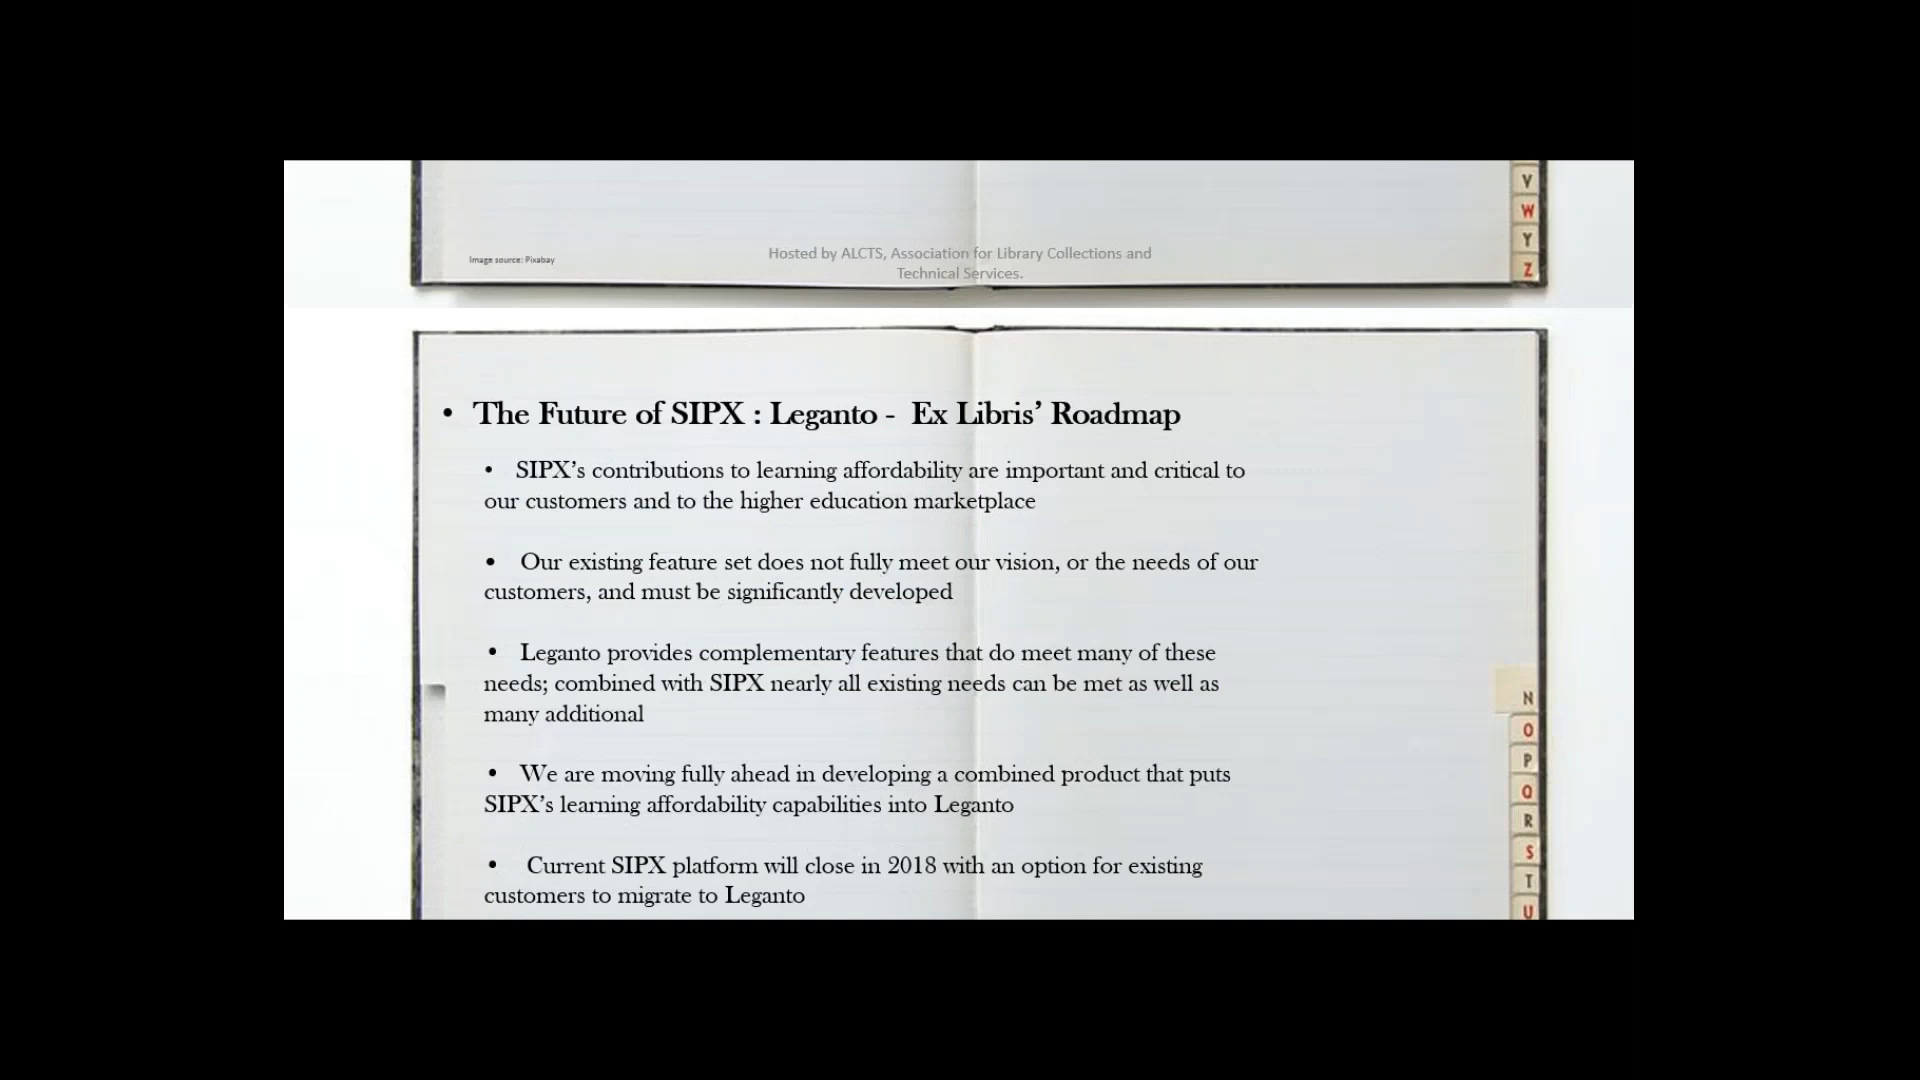 V
W
Y
Z
Hosted by ALCTS, Association for Library Collections and
Technical Services.
Image source: Pixabay
• The Future of SIPX : Leganto - Ex Libris’ Roadmap
• SIPX’s contributions to learning affordability are important and critical to
our customers and to the higher education marketplace
• Our existing feature set does not fully meet our vision, or the needs of our
customers, and must be significantly developed
• Leganto provides complementary features that do meet many of these
needs; combined with SIPX nearly all existing needs can be met as well as
many additional
• We are moving fully ahead in developing a combined product that puts
SIPX’s learning affordability capabilities into Leganto
• Current SIPX platform will close in 2018 with an option for existing
customers to migrate to Leganto
N
O
P
Q
R
S
T
U